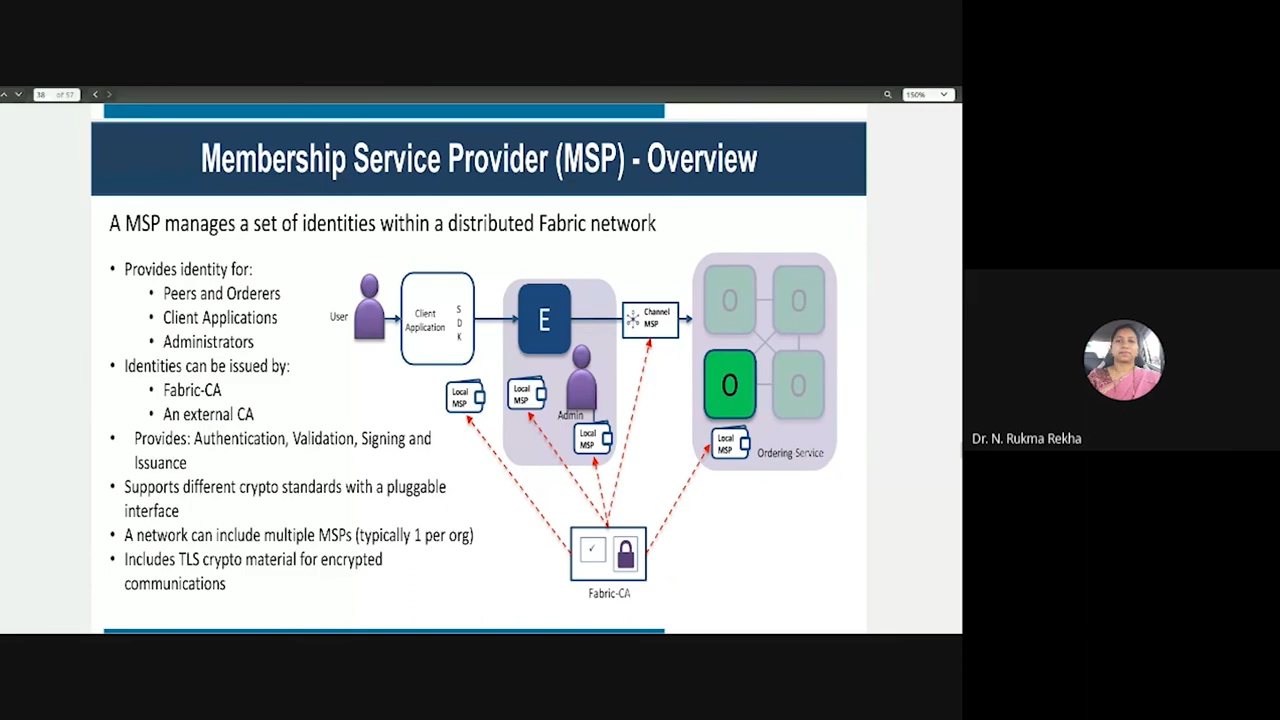 38 of 57
150%
Membership Service Provider (MSP) - Overview
A MSP manages a set of identities within a distributed Fabric network
• Provides identity for:
• Peers and Orderers
• Client Applications
• Administrators
• Identities can be issued by:
• Fabric-CA
• An external CA
• Provides: Authentication, Validation, Signing and
Issuance
• Supports different crypto standards with a pluggable
interface
• A network can include multiple MSPs (typically 1 per org)
• Includes TLS crypto material for encrypted
communications
User
Client
Application
S
D
K
E
Channel
MSP
O
O
O
O
Local
MSP
Local
MSP
Admin
Local
MSP
Local
MSP
Ordering Service
Fabric-CA
Dr. N. Rukma Rekha